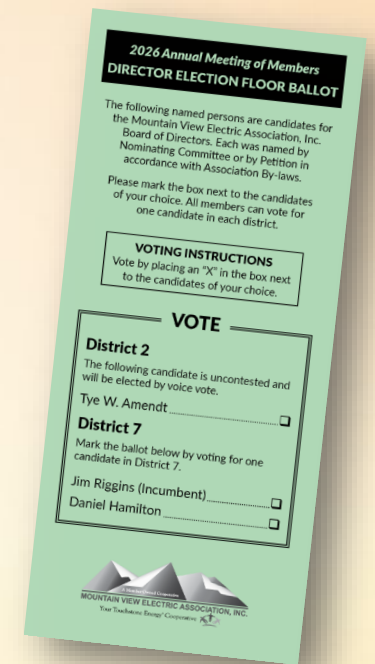 2026 Annual Meeting of Members
DIRECTOR ELECTION FLOOR BALLOT
The following named persons are candidates for
the Mountain View Electric Association, Inc.
Board of Directors. Each was named by
Nominating Committee or by Petition in
accordance with Association By-laws.
Please mark the box next to the candidates
of your choice. All members can vote for
one candidate in each district.
VOTING INSTRUCTIONS
Vote by placing an "X" in the box next
to the candidates of your choice.
VOTE
District 2
The following candidate is uncontested and
will be elected by voice vote.
Tye W. Amendt
District 7
Mark the ballot below by voting for one
candidate in District 7.
Jim Riggins (Incumbent)
Daniel Hamilton
MOUNTAIN VIEW ELECTRIC ASSOCIATION, INC.
Your Touchstone Energy® Cooperative